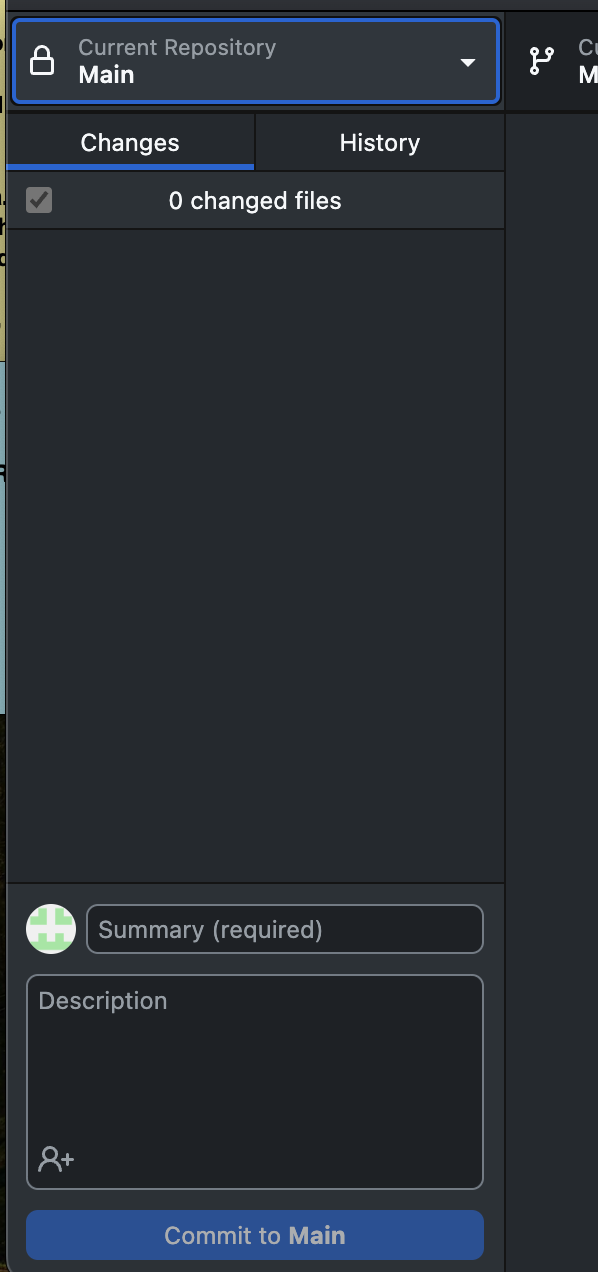 Current Repository
Main
Changes
History
0 changed files
Summary (required)
Description
Commit to Main